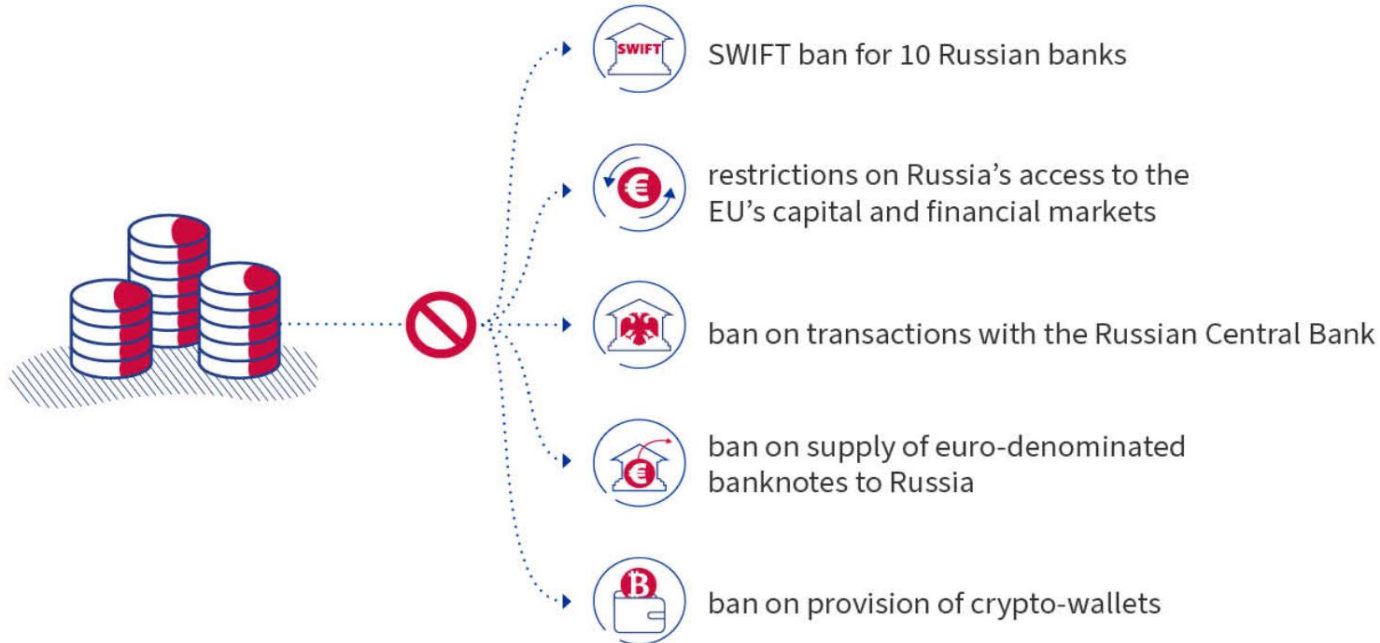 SWIFT
SWIFT ban for 10 Russian banks
€
restrictions on Russia’s access to the
EU’s capital and financial markets
ban on transactions with the Russian Central Bank
€
ban on supply of euro-denominated
banknotes to Russia
ban on provision of crypto-wallets